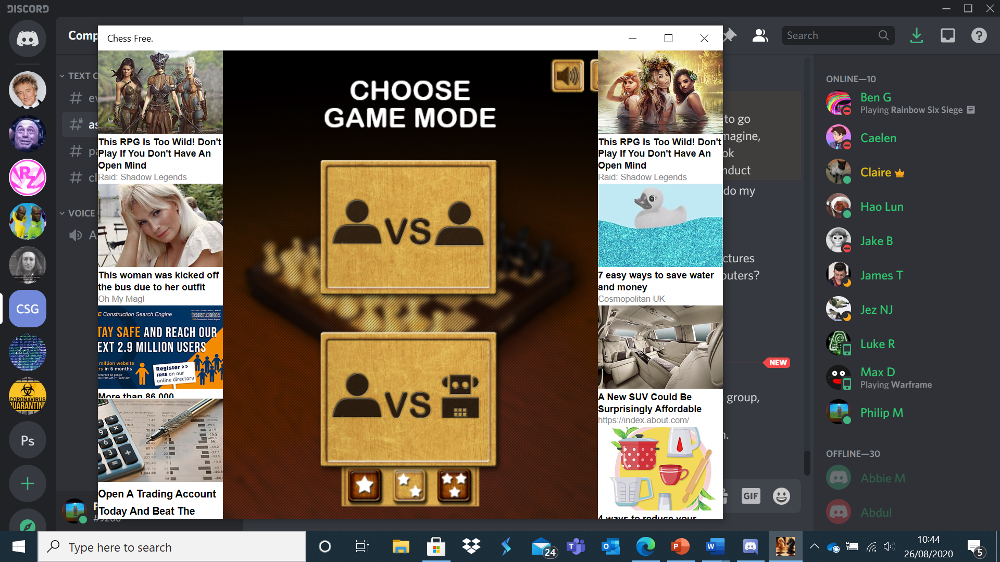 DISCORD
Comp
Search
TEXT C
ev
as
pa
cl
VOICE
A
CSG
Ps
CORONAVIRUS
QUARANTINE
Chess Free.
CHOOSE
GAME MODE
VS
VS
This RPG Is Too Wild! Don't
Play If You Don't Have An
Open Mind
Raid: Shadow Legends
This woman was kicked off
the bus due to her outfit
Oh My Mag!
E Construction Search Engine
theconstructionindex
TAY SAFE AND REACH OUR
EXT 2.9 MILLION USERS
million website
rs in 6 months
Register >>
FREE on our
online directory
More than 86,000
Open A Trading Account
Today And Beat The
This RPG Is Too Wild! Don't
Play If You Don't Have An
Open Mind
Raid: Shadow Legends
7 easy ways to save water
and money
Cosmopolitan UK
A New SUV Could Be
Surprisingly Affordable
https://index.about.com/
4 ways to reduce your
to go
magine,
ok
nduct
do my
ctures
outers?
NEW
group,
n.
GIF
ONLINE—10
Ben G
Playing Rainbow Six Siege
Caelen
Claire
Hao Lun
Jake B
James T
Jez NJ
Luke R
Max D
Playing Warframe
Philip M
OFFLINE—30
Abbie M
Abdul
P
#9266
Type here to search
24
10:44
26/08/2020
5